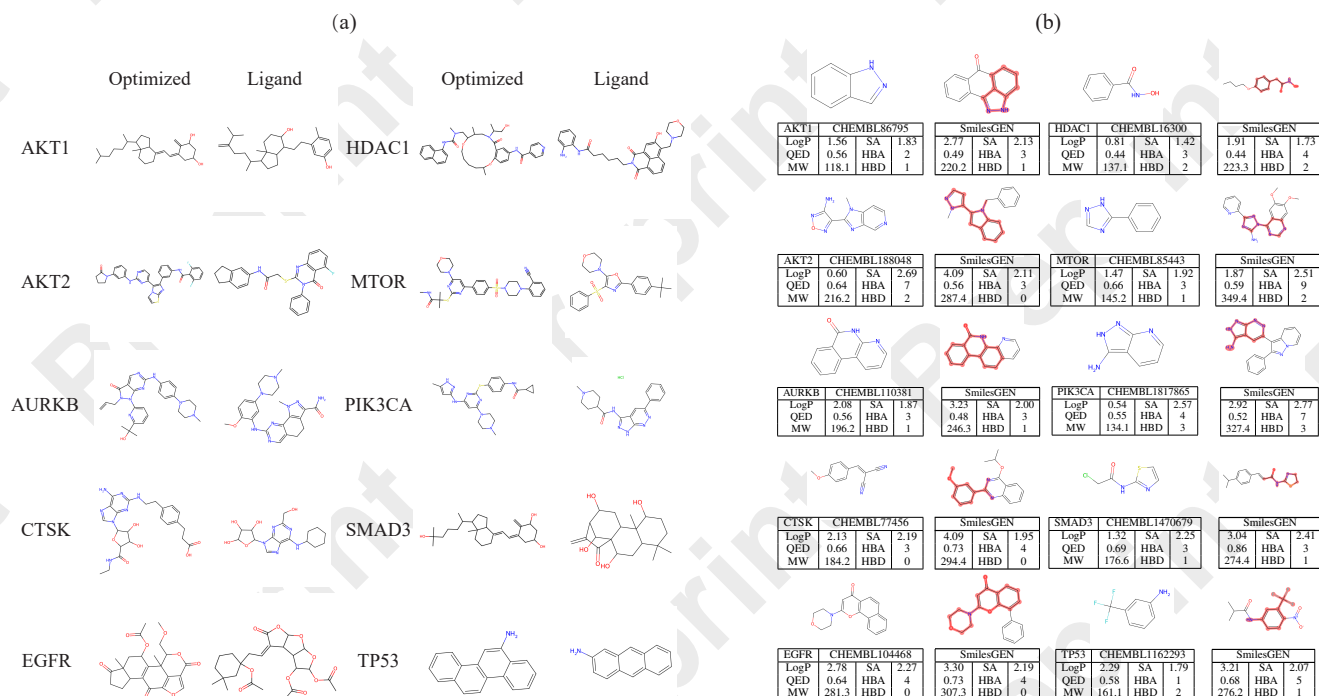 (a)
(b)
Optimized Ligand Optimized Ligand
AKT1 HDAC1
AKT2 MTOR
AURKB PIK3CA
CTSK SMAD3
EGFR TP53
AKT1 CHEMBL86795
LogP 1.56 SA 1.83
QED 0.56 HBA 2
MW 118.1 HBD 1
SmilesGEN
2.77 SA 2.13
0.49 HBA 3
220.2 HBD 1
HDAC1 CHEMBL16300
LogP 0.81 SA 1.42
QED 0.44 HBA 3
MW 137.1 HBD 2
SmilesGEN
1.91 SA 1.73
0.44 HBA 4
223.3 HBD 2
AKT2 CHEMBL188048
LogP 0.60 SA 2.69
QED 0.64 HBA 7
MW 216.2 HBD 2
SmilesGEN
4.09 SA 2.11
0.56 HBA 3
287.4 HBD 0
MTOR CHEMBL85443
LogP 1.47 SA 1.92
QED 0.66 HBA 3
MW 145.2 HBD 1
SmilesGEN
1.87 SA 2.51
0.59 HBA 9
349.4 HBD 2
AURKB CHEMBL110381
LogP 2.08 SA 1.87
QED 0.56 HBA 3
MW 196.2 HBD 1
SmilesGEN
3.23 SA 2.00
0.48 HBA 3
246.3 HBD 1
PIK3CA CHEMBL1817865
LogP 0.54 SA 2.57
QED 0.55 HBA 4
MW 134.1 HBD 3
SmilesGEN
2.92 SA 2.77
0.52 HBA 7
327.4 HBD 3
CTSK CHEMBL77456
LogP 2.13 SA 2.19
QED 0.66 HBA 3
MW 184.2 HBD 0
SmilesGEN
4.09 SA 1.95
0.73 HBA 4
294.4 HBD 0
SMAD3 CHEMBL1470679
LogP 1.32 SA 2.25
QED 0.69 HBA 3
MW 176.6 HBD 1
SmilesGEN
3.04 SA 2.41
0.86 HBA 3
274.4 HBD 1
EGFR CHEMBL104468
LogP 2.78 SA 2.27
QED 0.64 HBA 4
MW 281.3 HBD 0
SmilesGEN
3.30 SA 2.19
0.73 HBA 4
307.3 HBD 0
TP53 CHEMBL1162293
LogP 2.29 SA 1.79
QED 0.58 HBA 1
MW 161.1 HBD 2
SmilesGEN
3.21 SA 2.07
0.68 HBA 5
276.2 HBD 1